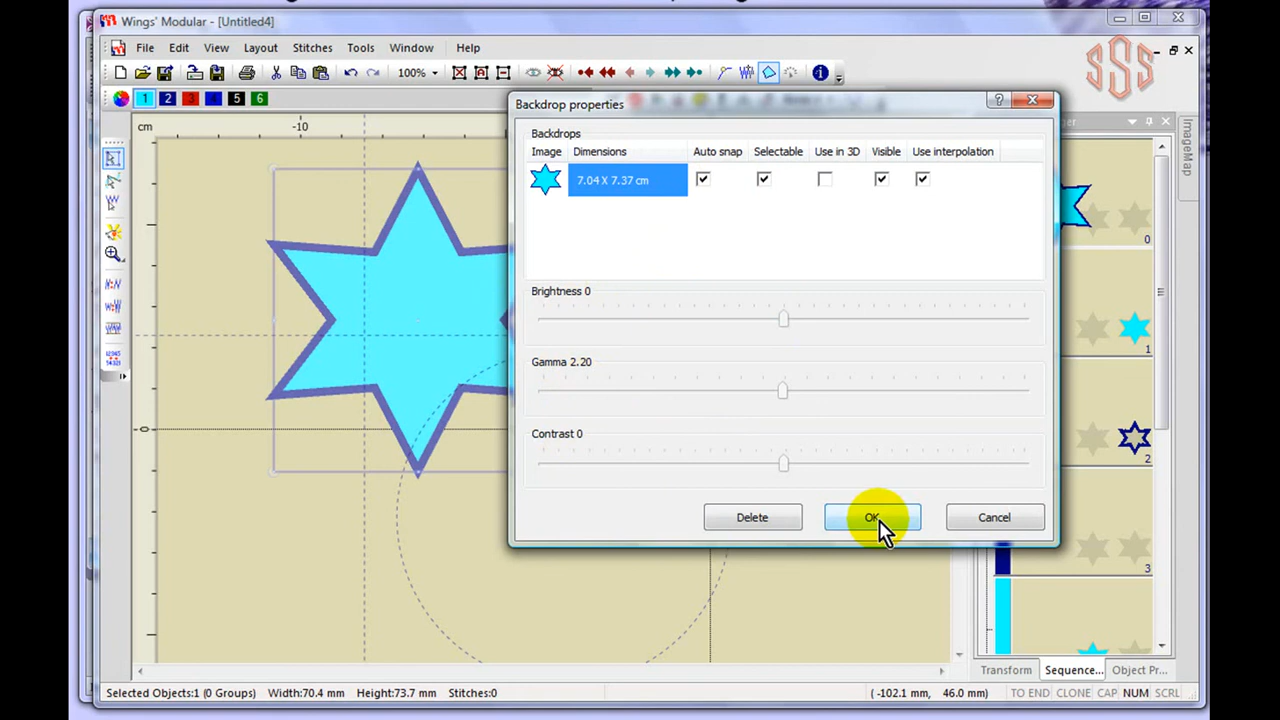 Wings' Modular - [Untitled4]
File Edit View Layout Stitches Tools Window Help
100%
1 2 3 4 5 6
SSS
cm
-10
0
Backdrop properties
Backdrops
Image Dimensions Auto snap Selectable Use in 3D Visible Use interpolation
7.04 X 7.37 cm
Brightness 0
Gamma 2.20
Contrast 0
Delete OK Cancel
ImageMap
0
1
2
3
Transform Sequence... Object Pr...
Selected Objects:1 (0 Groups) Width:70.4 mm Height:73.7 mm Stitches:0 ( -102.1 mm, 46.0 mm) TO END CLONE CAP NUM SCRL